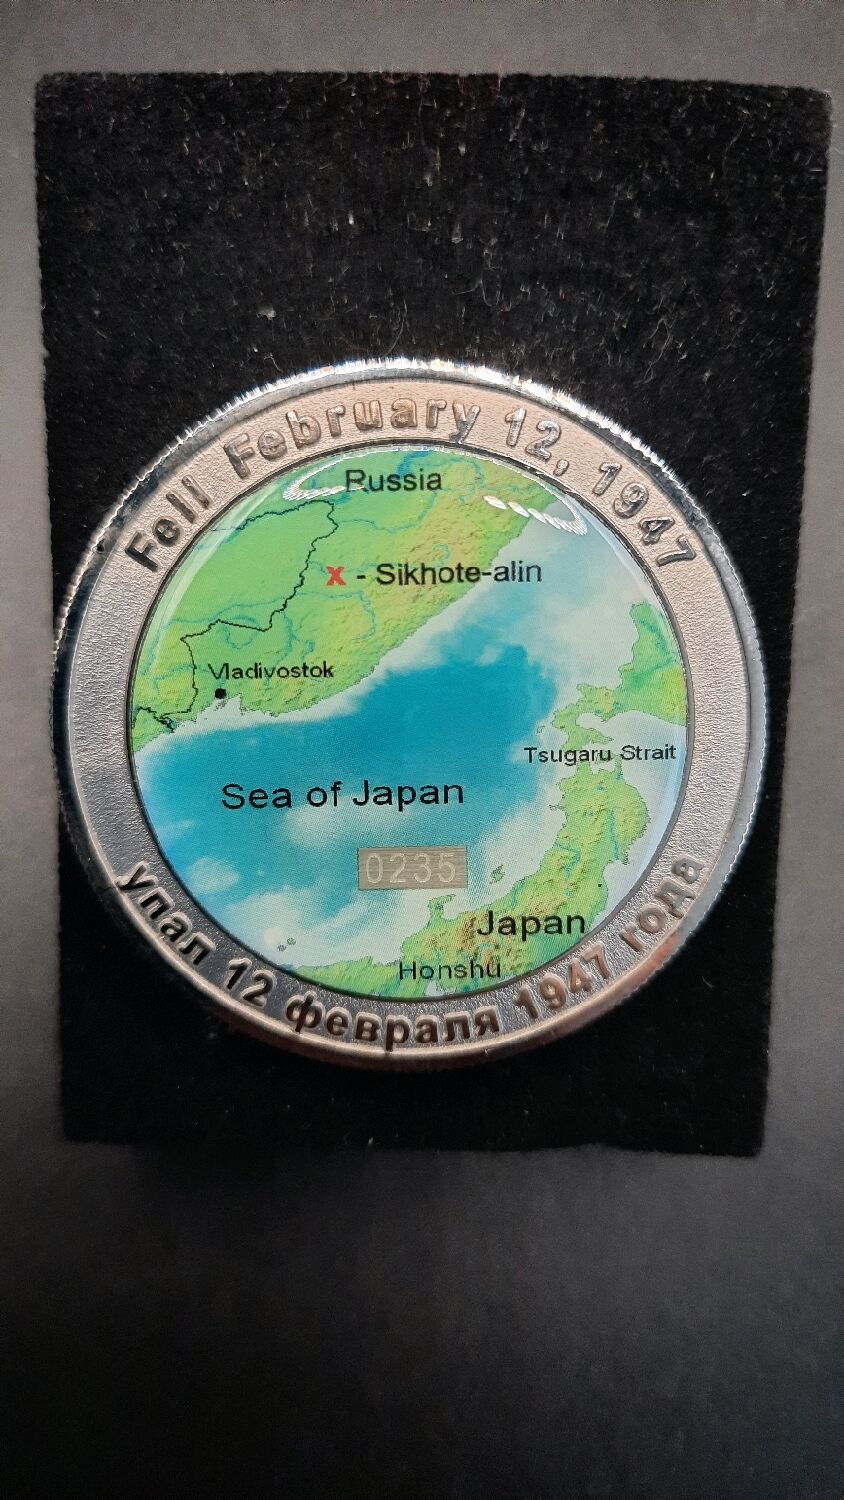 Fell February 12, 1947
Russia
x - Sikhote-alin
Vladivostok
Tsugaru Strait
Sea of Japan
0235
Japan
Honshu
упал 12 февраля 1947 года